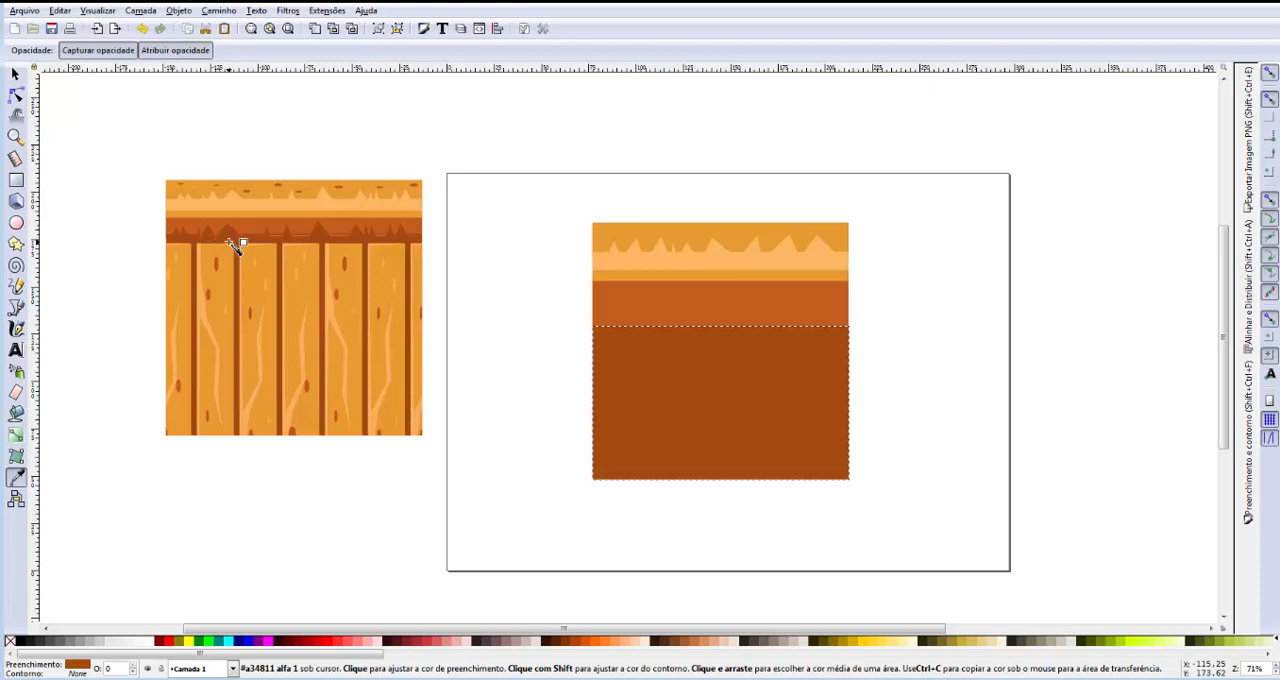 Arquivo Editar Visualizar Camada Objeto Caminho Texto Filtros Extensões Ajuda
Opacidade: Capturar opacidade Atribuir opacidade
Exportar Imagem PNG (Shift+Ctrl+E)
Alinhar e Distribuir (Shift+Ctrl+A)
Preenchimento e contorno (Shift+Ctrl+F)
Preenchimento:
Contorno: None
O: 0
•Camada 1
#a34811 alfa 1 sob cursor. Clique para ajustar a cor de preenchimento. Clique com Shift para ajustar a cor do contorno. Clique e arraste para escolher a cor média de uma área. UseCtrl+C para copiar a cor sob o mouse para a área de transferência.
X: -115,25
Y: 173,62
Z: 71%